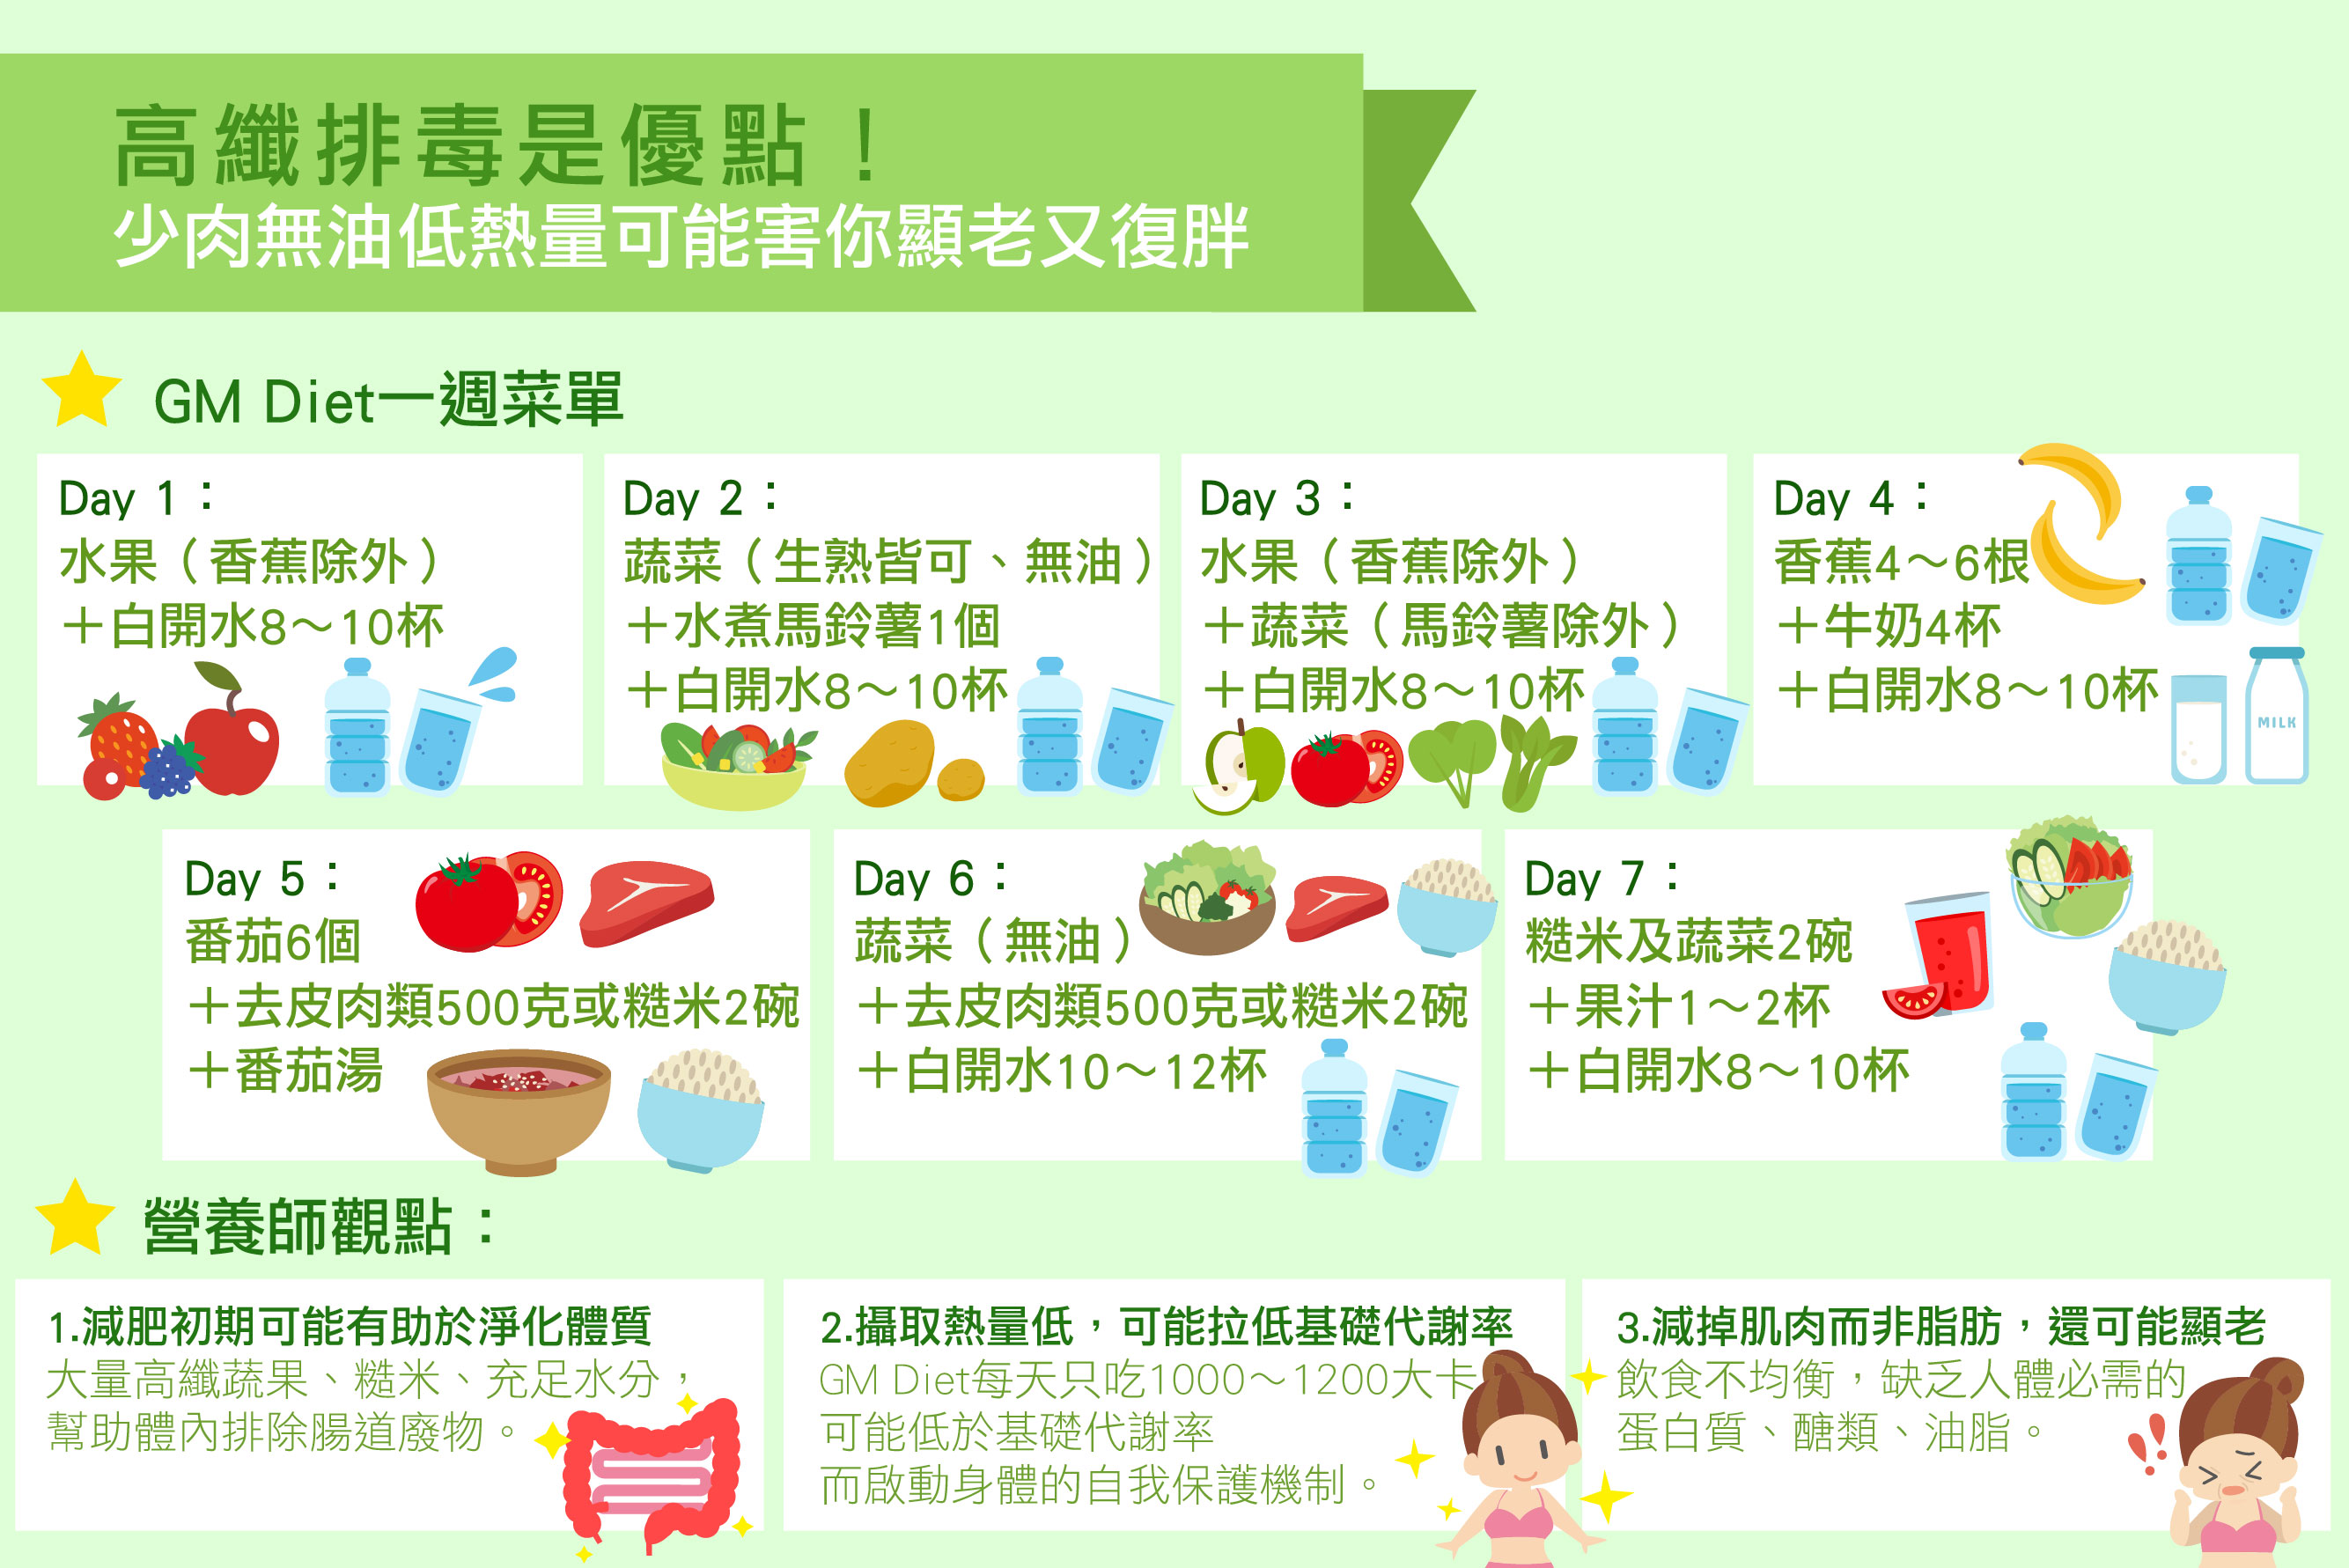 高纖排毒是優點！
少肉無油低熱量可能害你顯老又復胖
GM Diet一週菜單
Day 1：
水果（香蕉除外）
＋白開水8～10杯
Day 2：
蔬菜（生熟皆可、無油）
＋水煮馬鈴薯1個
＋白開水8～10杯
Day 3：
水果（香蕉除外）
＋蔬菜（馬鈴薯除外）
＋白開水8～10杯
Day 4：
香蕉4～6根
＋牛奶4杯
＋白開水8～10杯
MILK
Day 5：
番茄6個
＋去皮肉類500克或糙米2碗
＋番茄湯
Day 6：
蔬菜（無油）
＋去皮肉類500克或糙米2碗
＋白開水10～12杯
Day 7：
糙米及蔬菜2碗
＋果汁1～2杯
＋白開水8～10杯
營養師觀點：
1.減肥初期可能有助於淨化體質
大量高纖蔬果、糙米、充足水分，
幫助體內排除腸道廢物。
2.攝取熱量低，可能拉低基礎代謝率
GM Diet每天只吃1000～1200大卡
可能低於基礎代謝率
而啟動身體的自我保護機制。
3.減掉肌肉而非脂肪，還可能顯老
飲食不均衡，缺乏人體必需的
蛋白質、醣類、油脂。